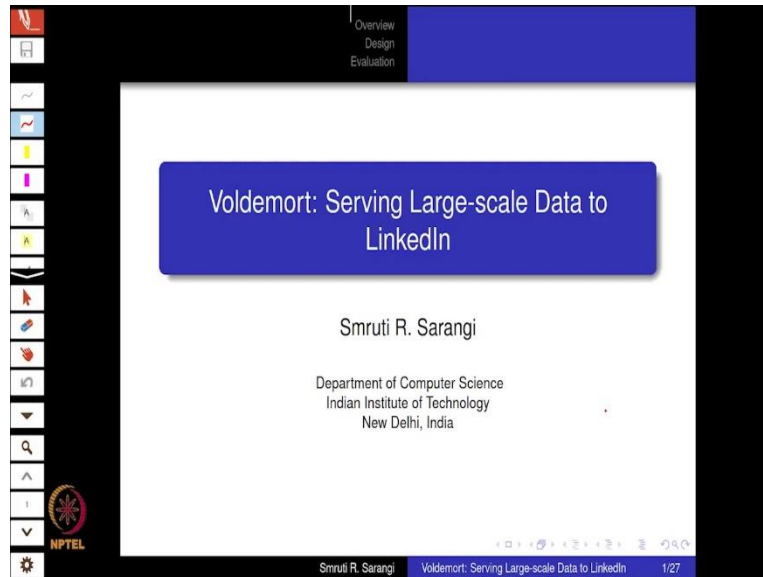 Overview
Design
Evaluation
Voldemort: Serving Large-scale Data to
LinkedIn
Smruti R. Sarangi
Department of Computer Science
Indian Institute of Technology
New Delhi, India
A
A
1
NPTEL
Smruti R. Sarangi Voldemort: Serving Large-scale Data to LinkedIn 1/27